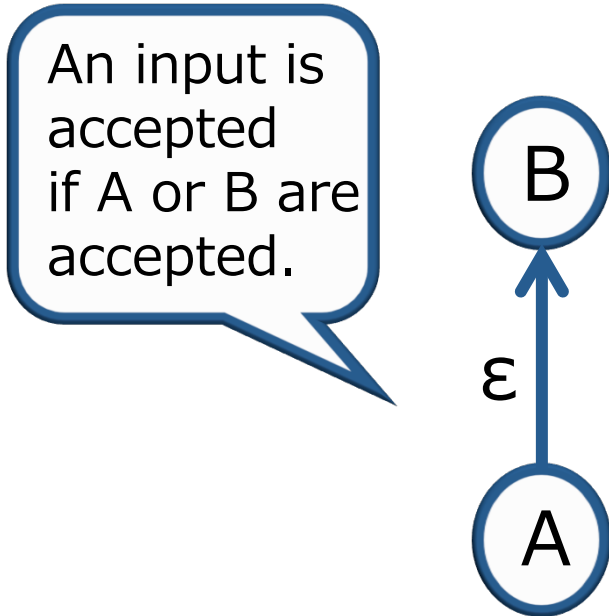 An input is
accepted
if A or B are
accepted.
B
ε
A